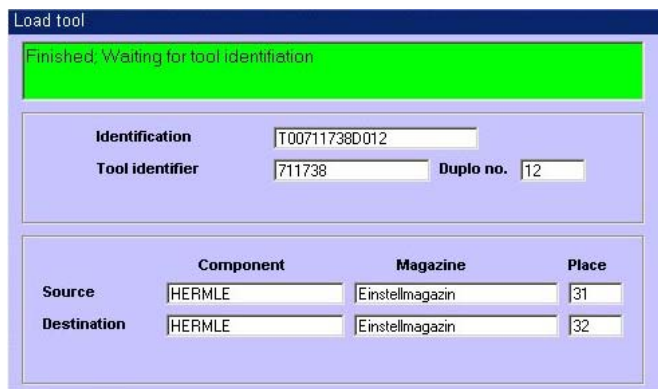 Load tool
Finished; Waiting for tool identifiation
Identification T00711738D012
Tool identifier 711738 Duplo no. 12
Component Magazine Place
Source HERMLE Einstellmagazin 31
Destination HERMLE Einstellmagazin 32